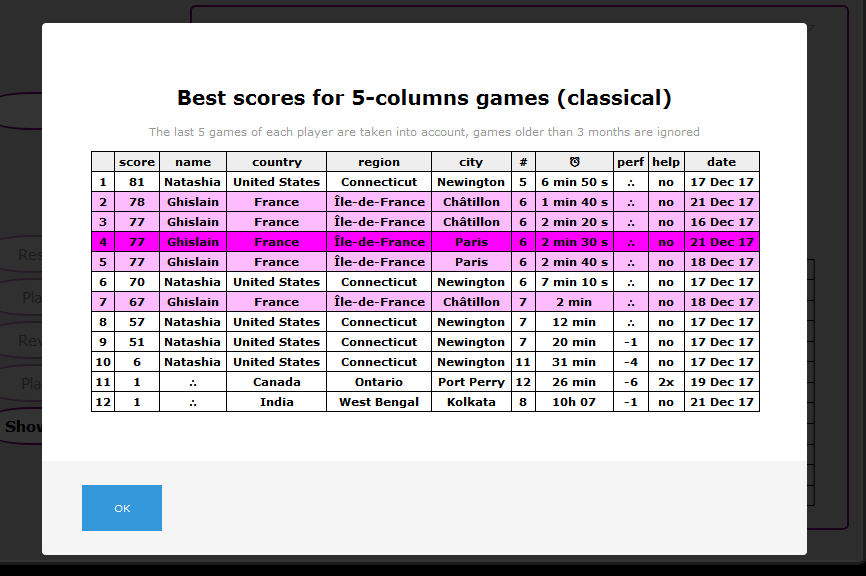 Best scores for 5-columns games (classical)
The last 5 games of each player are taken into account, games older than 3 months are ignored
score name country region city # ⏰ perf help date
1 81 Natashia United States Connecticut Newington 5 6 min 50 s ∴ no 17 Dec 17
2 78 Ghislain France Île-de-France Châtillon 6 1 min 40 s ∴ no 21 Dec 17
3 77 Ghislain France Île-de-France Châtillon 6 2 min 20 s ∴ no 16 Dec 17
4 77 Ghislain France Île-de-France Paris 6 2 min 30 s ∴ no 21 Dec 17
5 77 Ghislain France Île-de-France Paris 6 2 min 40 s ∴ no 18 Dec 17
6 70 Natashia United States Connecticut Newington 6 7 min 10 s ∴ no 17 Dec 17
7 67 Ghislain France Île-de-France Châtillon 7 2 min ∴ no 18 Dec 17
8 57 Natashia United States Connecticut Newington 7 12 min ∴ no 17 Dec 17
9 51 Natashia United States Connecticut Newington 7 20 min -1 no 17 Dec 17
10 6 Natashia United States Connecticut Newington 11 31 min -4 no 17 Dec 17
11 1 ∴ Canada Ontario Port Perry 12 26 min -6 2x 19 Dec 17
12 1 ∴ India West Bengal Kolkata 8 10h 07 -1 no 21 Dec 17
Res
Pla
Rev
Pla
Show
OK